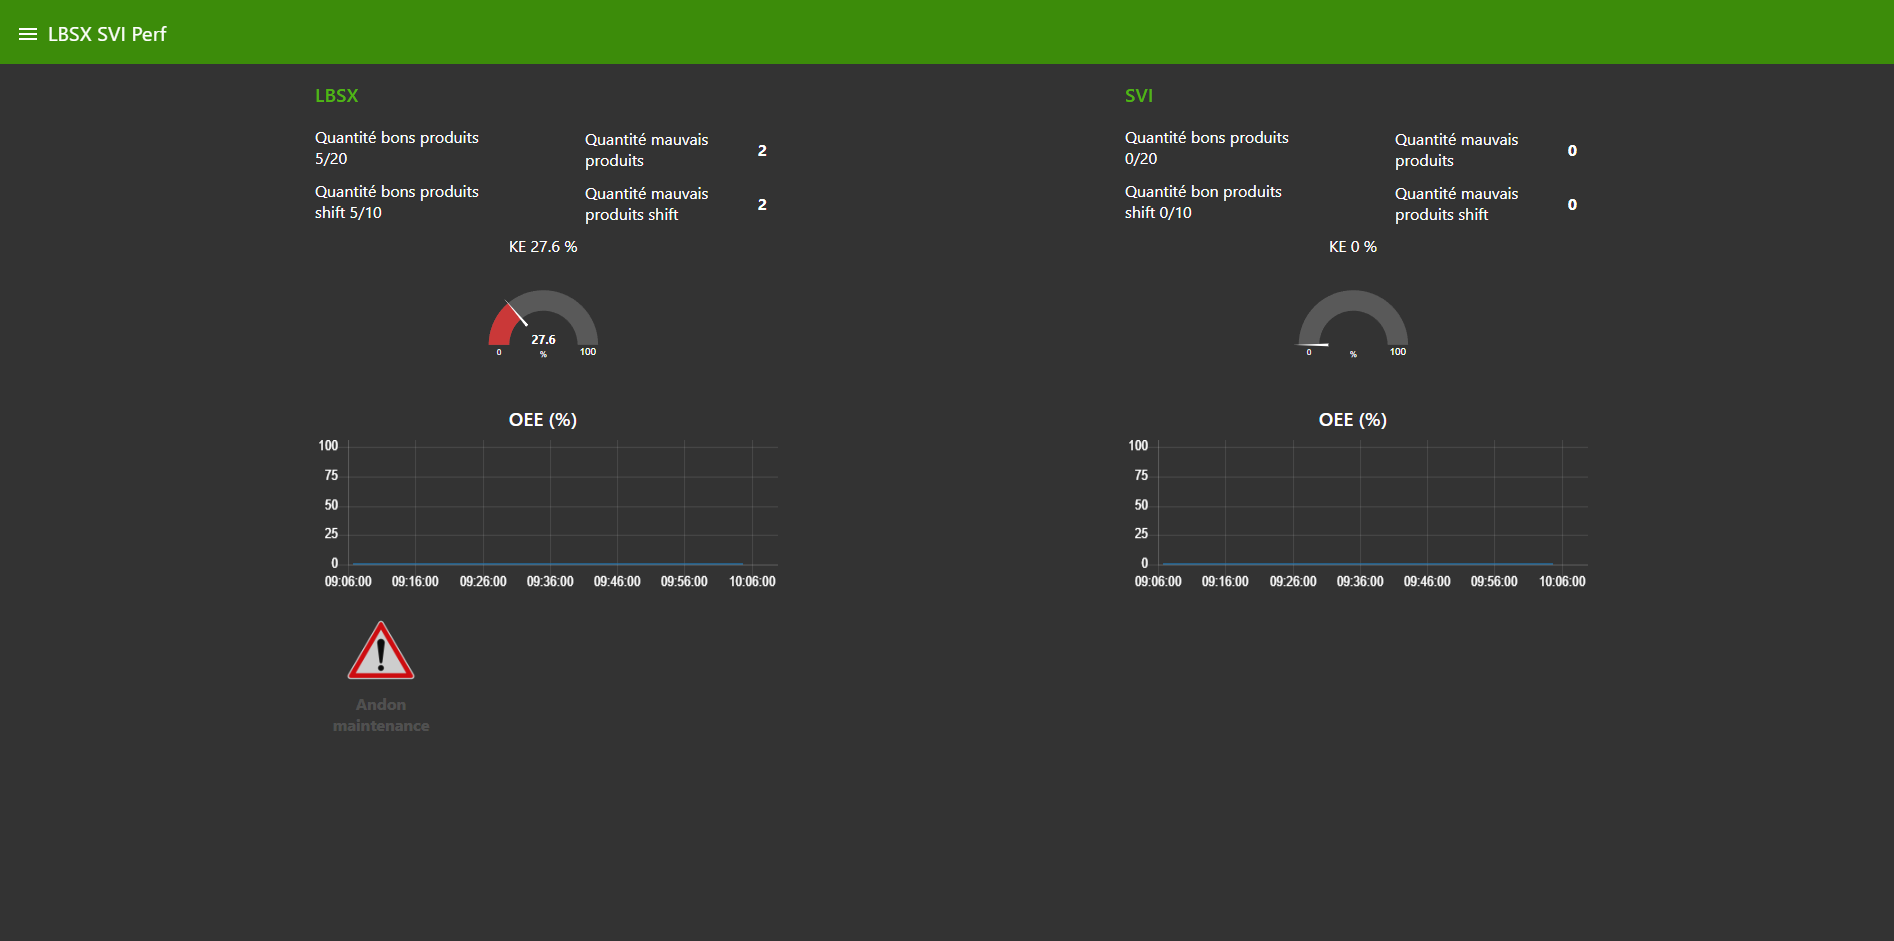 LBSX SVI Perf
LBSX
Quantité bons produits
5/20
Quantité mauvais
produits
2
Quantité bons produits
shift 5/10
Quantité mauvais
produits shift
2
KE 27.6 %
27.6
0
%
100
OEE (%)
100
75
50
25
0
09:06:00 09:16:00 09:26:00 09:36:00 09:46:00 09:56:00 10:06:00
Andon
maintenance
SVI
Quantité bons produits
0/20
Quantité mauvais
produits
0
Quantité bon produits
shift 0/10
Quantité mauvais
produits shift
0
KE 0 %
0
%
100
OEE (%)
100
75
50
25
0
09:06:00 09:16:00 09:26:00 09:36:00 09:46:00 09:56:00 10:06:00